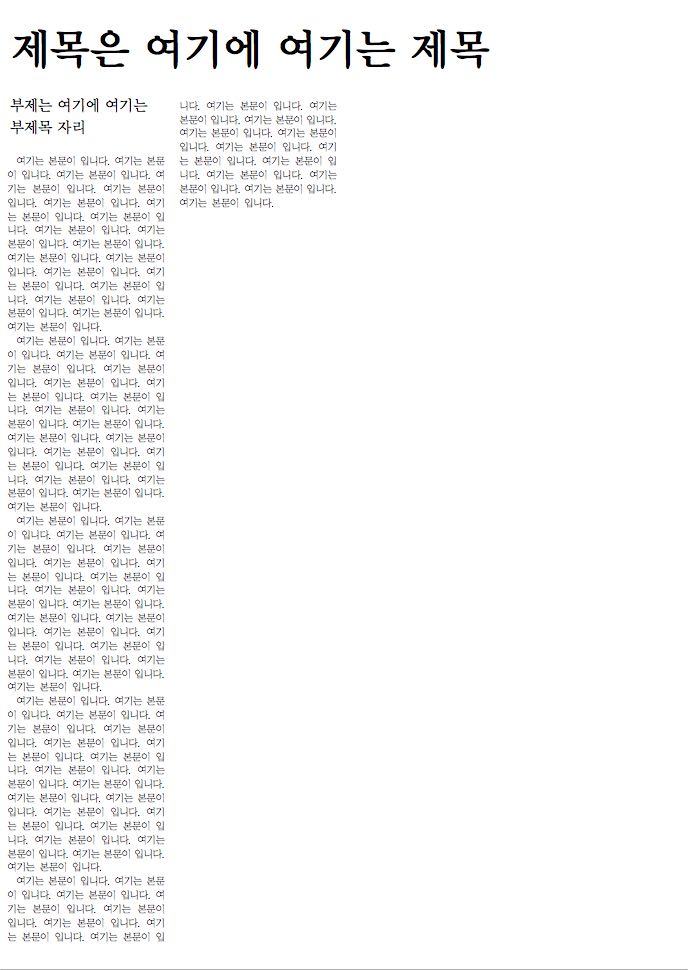 제목은 여기에 여기는 제목
부제는 여기에 여기는
부제목 자리
여기는 본문이 입니다. 여기는 본문
이 입니다. 여기는 본문이 입니다. 여
기는 본문이 입니다. 여기는 본문이
입니다. 여기는 본문이 입니다. 여기
는 본문이 입니다. 여기는 본문이 입
니다. 여기는 본문이 입니다. 여기는
본문이 입니다. 여기는 본문이 입니다.
여기는 본문이 입니다. 여기는 본문이
입니다. 여기는 본문이 입니다. 여기
는 본문이 입니다. 여기는 본문이 입
니다. 여기는 본문이 입니다. 여기는
본문이 입니다. 여기는 본문이 입니다.
여기는 본문이 입니다.
여기는 본문이 입니다. 여기는 본문
이 입니다. 여기는 본문이 입니다. 여
기는 본문이 입니다. 여기는 본문이
입니다. 여기는 본문이 입니다. 여기
는 본문이 입니다. 여기는 본문이 입
니다. 여기는 본문이 입니다. 여기는
본문이 입니다. 여기는 본문이 입니다.
여기는 본문이 입니다. 여기는 본문이
입니다. 여기는 본문이 입니다. 여기
는 본문이 입니다. 여기는 본문이 입
니다. 여기는 본문이 입니다. 여기는
본문이 입니다. 여기는 본문이 입니다.
여기는 본문이 입니다.
여기는 본문이 입니다. 여기는 본문
이 입니다. 여기는 본문이 입니다. 여
기는 본문이 입니다. 여기는 본문이
입니다. 여기는 본문이 입니다. 여기
는 본문이 입니다. 여기는 본문이 입
니다. 여기는 본문이 입니다. 여기는
본문이 입니다. 여기는 본문이 입니다.
여기는 본문이 입니다. 여기는 본문이
입니다. 여기는 본문이 입니다. 여기
는 본문이 입니다. 여기는 본문이 입
니다. 여기는 본문이 입니다. 여기는
본문이 입니다. 여기는 본문이 입니다.
여기는 본문이 입니다.
여기는 본문이 입니다. 여기는 본문
이 입니다. 여기는 본문이 입니다. 여
기는 본문이 입니다. 여기는 본문이
입니다. 여기는 본문이 입니다. 여기
는 본문이 입니다. 여기는 본문이 입
니다. 여기는 본문이 입니다. 여기는
본문이 입니다. 여기는 본문이 입니다.
여기는 본문이 입니다. 여기는 본문이
입니다. 여기는 본문이 입니다. 여기
는 본문이 입니다. 여기는 본문이 입
니다. 여기는 본문이 입니다. 여기는
본문이 입니다. 여기는 본문이 입니다.
여기는 본문이 입니다.
여기는 본문이 입니다. 여기는 본문
이 입니다. 여기는 본문이 입니다. 여
기는 본문이 입니다. 여기는 본문이
입니다. 여기는 본문이 입니다. 여기
는 본문이 입니다. 여기는 본문이 입
니다. 여기는 본문이 입니다. 여기는
본문이 입니다. 여기는 본문이 입니다.
여기는 본문이 입니다. 여기는 본문이
입니다. 여기는 본문이 입니다. 여기
는 본문이 입니다. 여기는 본문이 입
니다. 여기는 본문이 입니다. 여기는
본문이 입니다. 여기는 본문이 입니다.
여기는 본문이 입니다.